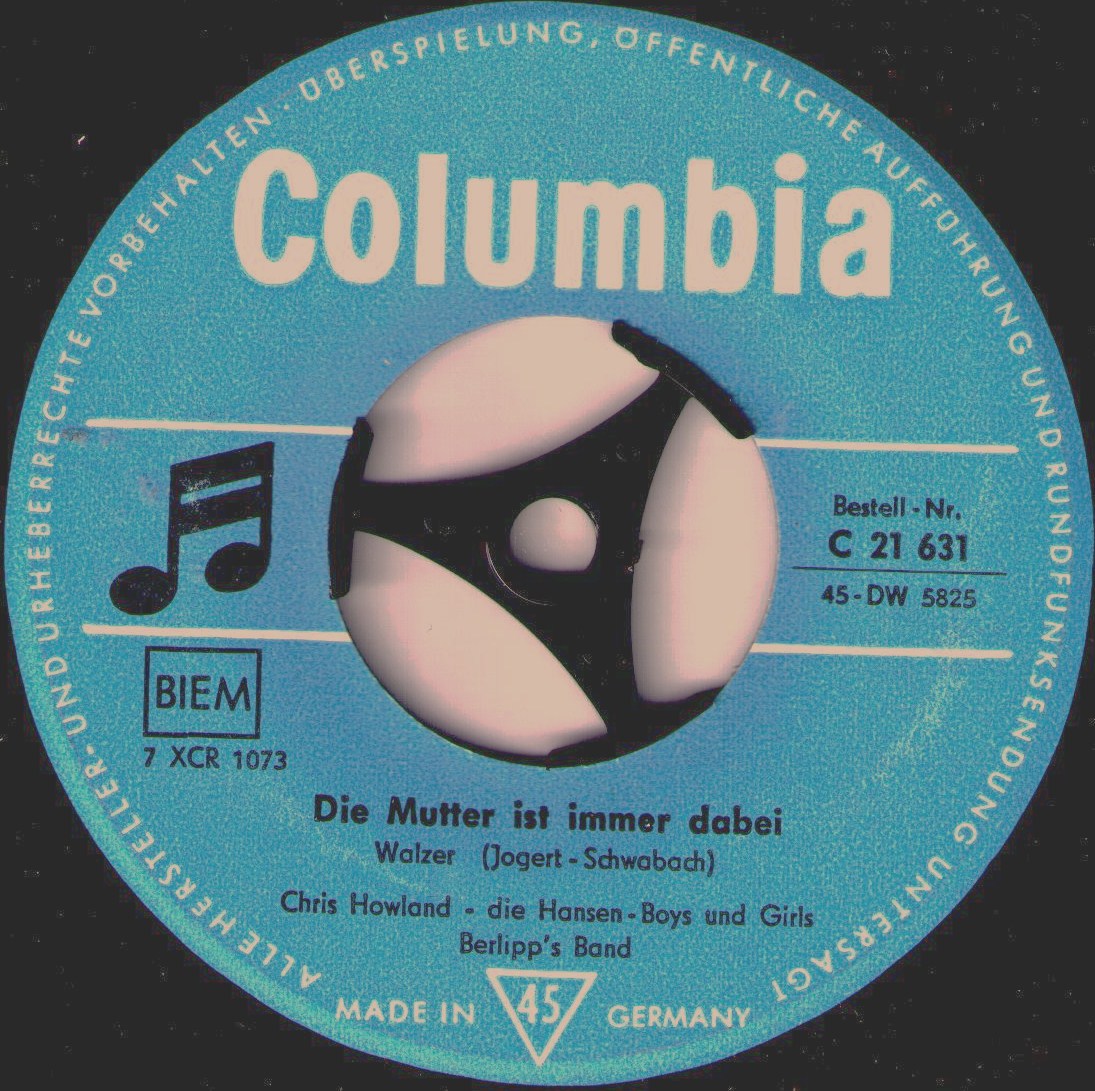 ALLE HERSTELLER- UND URHEBERRECHTE VORBEHALTEN · ÜBERSPIELUNG, ÖFFENTLICHE AUFFÜHRUNG UND RUNDFUNKSENDUNG UNTERSAGT
Columbia
Bestell-Nr.
C 21 631
45-DW 5825
BIEM
7 XCR 1073
Die Mutter ist immer dabei
Walzer (Jogert-Schwabach)
Chris Howland - die Hansen-Boys und Girls
Berlipp's Band
MADE IN 45 GERMANY